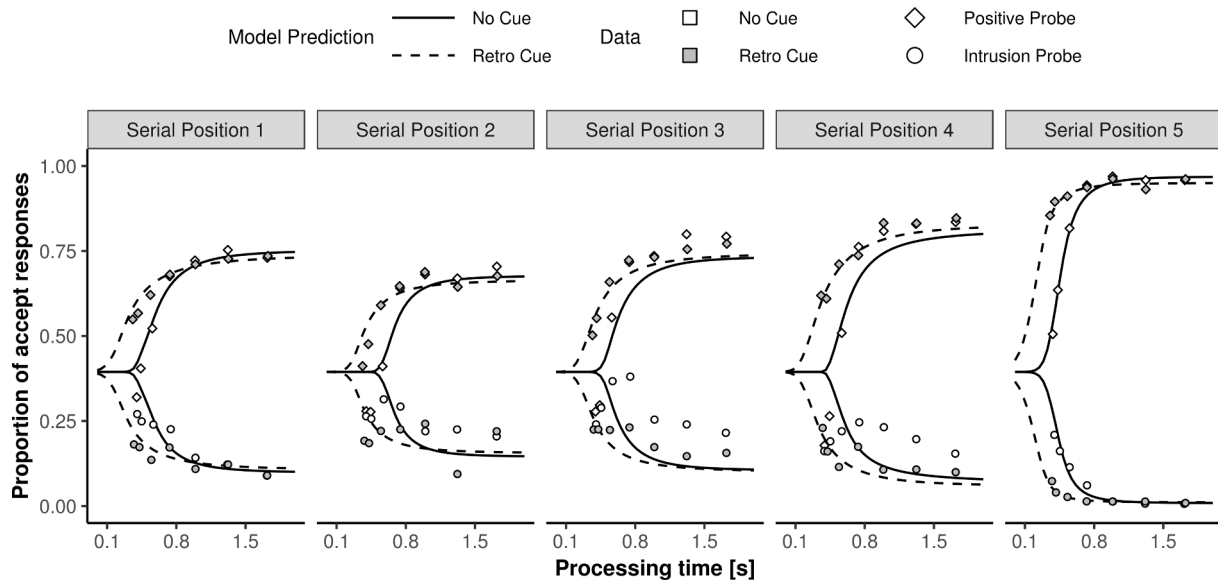 Model Prediction
No Cue
Retro Cue
Data
No Cue
Retro Cue
Positive Probe
Intrusion Probe
Serial Position 1
Serial Position 2
Serial Position 3
Serial Position 4
Serial Position 5
Proportion of accept responses
1.00
0.75
0.50
0.25
0.00
0.1 0.8 1.5
0.1 0.8 1.5
0.1 0.8 1.5
0.1 0.8 1.5
0.1 0.8 1.5
Processing time [s]